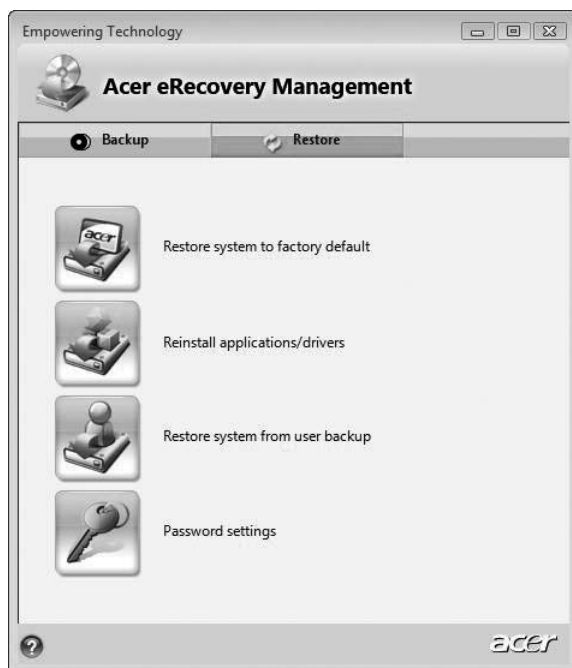 Empowering Technology
Acer eRecovery Management
Backup
Restore
acer
Restore system to factory default
Reinstall applications/drivers
Restore system from user backup
Password settings
?
acer